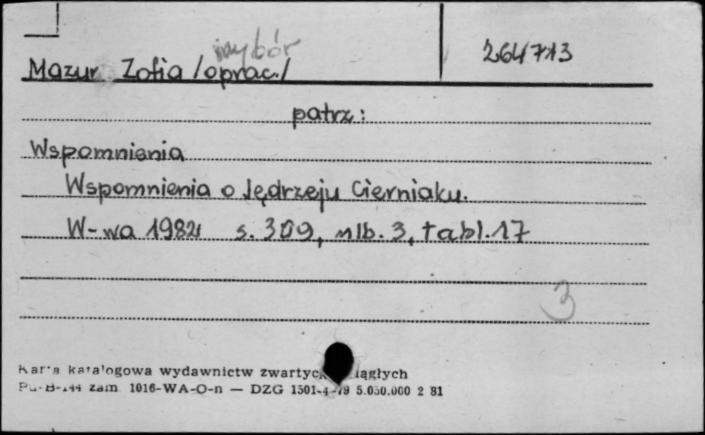 wybór
264713
Mazur Zofia /oprac./
patrz:
Wspomnienia
Wspomnienia o Jędrzeju Cierniaku.
W-wa 1982 s. 309, nlb. 3, tabl. 17
3
Karta katalogowa wydawnictw zwartych ciągłych
zam. 1016-WA-O-n — DZG 1501-4-79 5.050.000 2 81